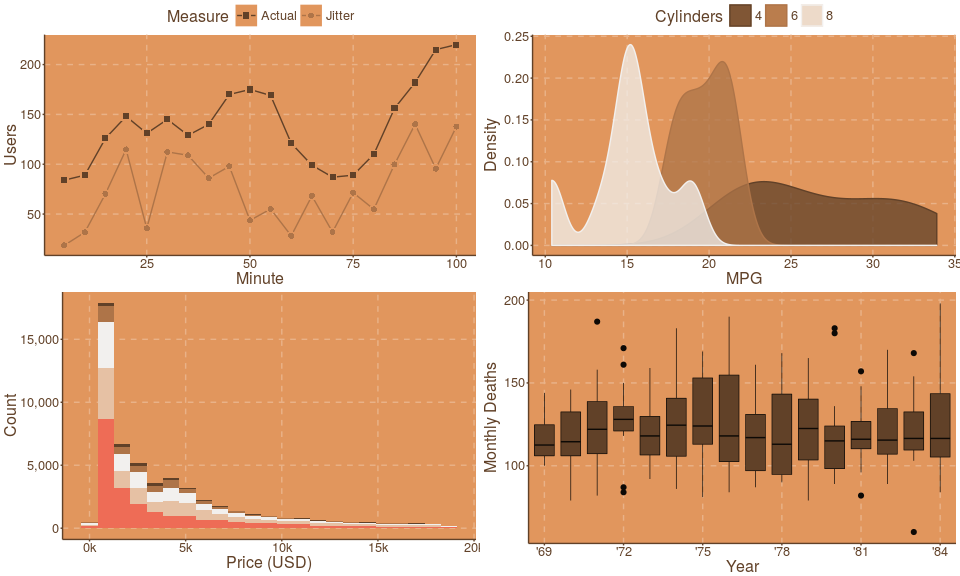 Measure Actual Jitter
200
150
100
50
Users
25 50 75 100
Minute
Cylinders 4 6 8
0.25
0.20
0.15
0.10
0.05
0.00
Density
10 15 20 25 30 35
MPG
15,000
10,000
5,000
0
Count
0k 5k 10k 15k 20
Price (USD)
200
150
100
Monthly Deaths
'69 '72 '75 '78 '81 '84
Year